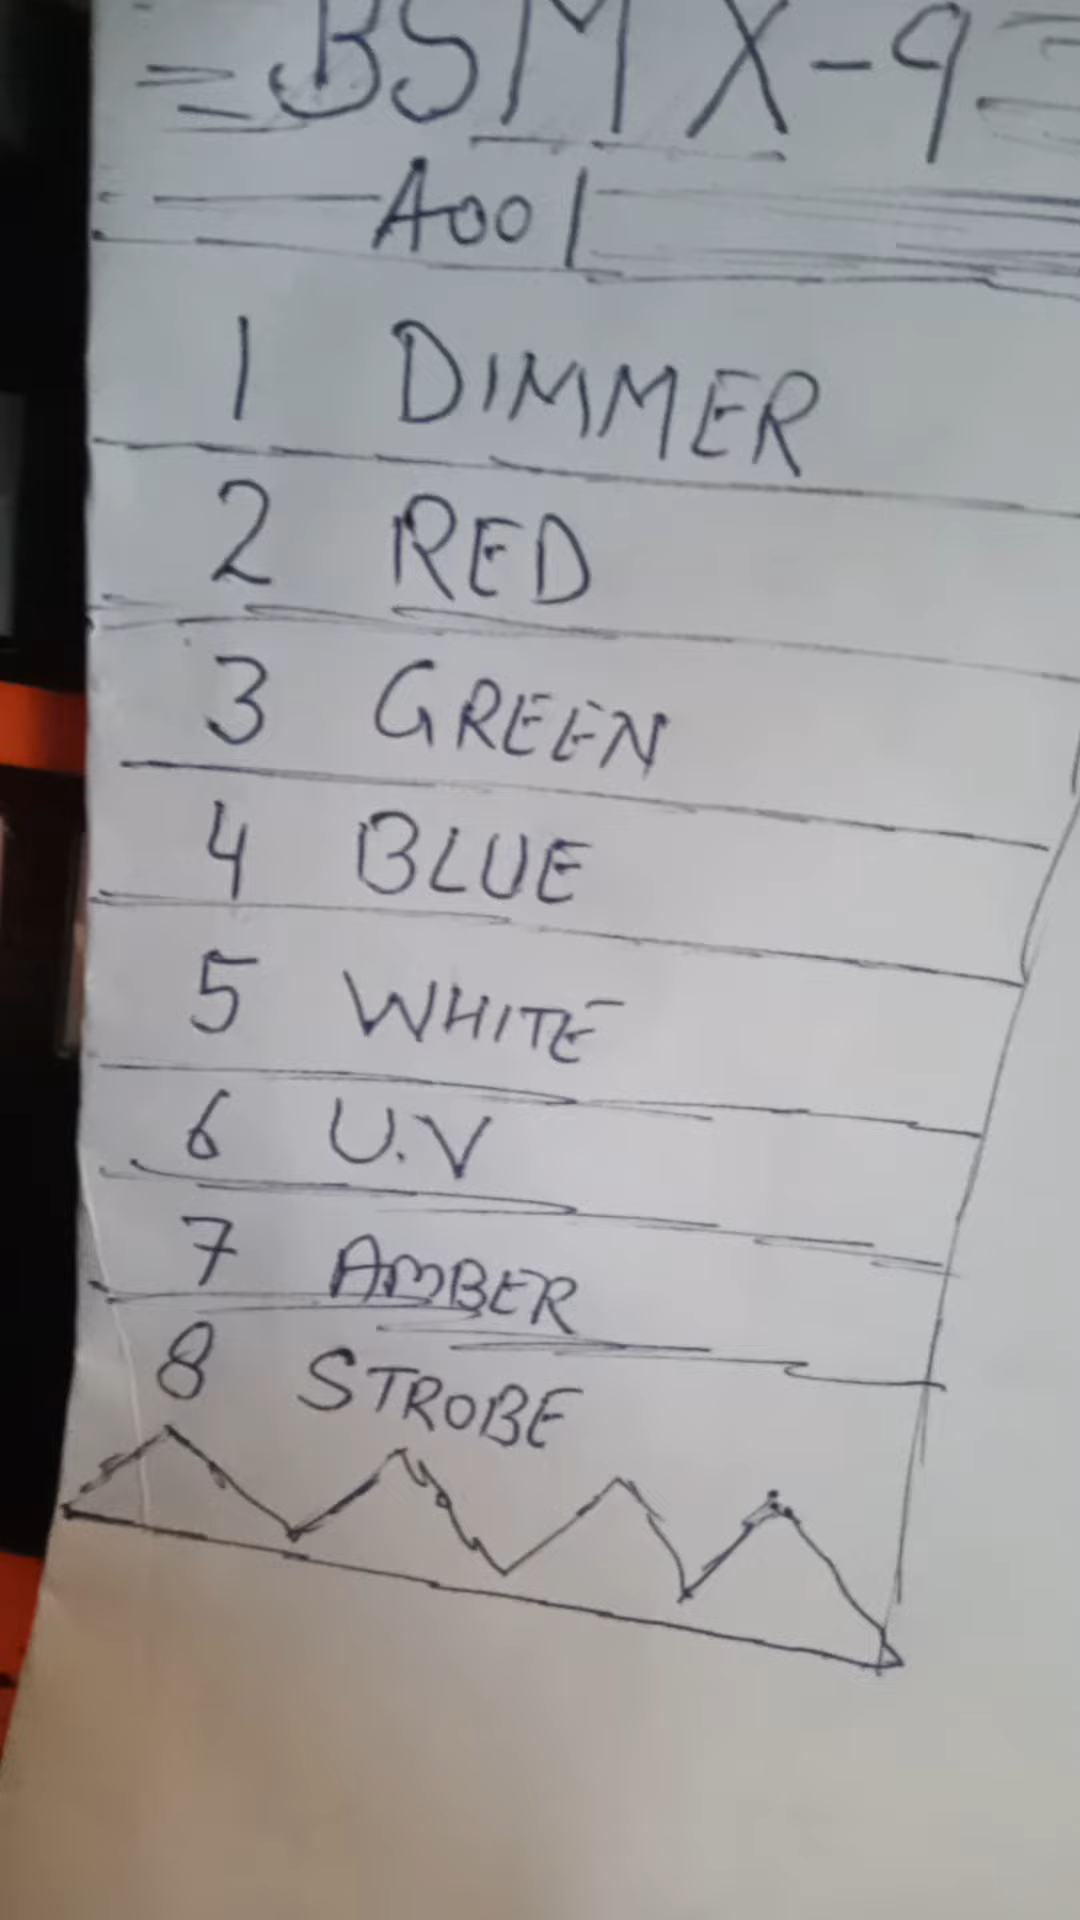 BSMX-9
A001
1 DIMMER
2 RED
3 GREEN
4 BLUE
5 WHITE
6 U.V
7 AMBER
8 STROBE